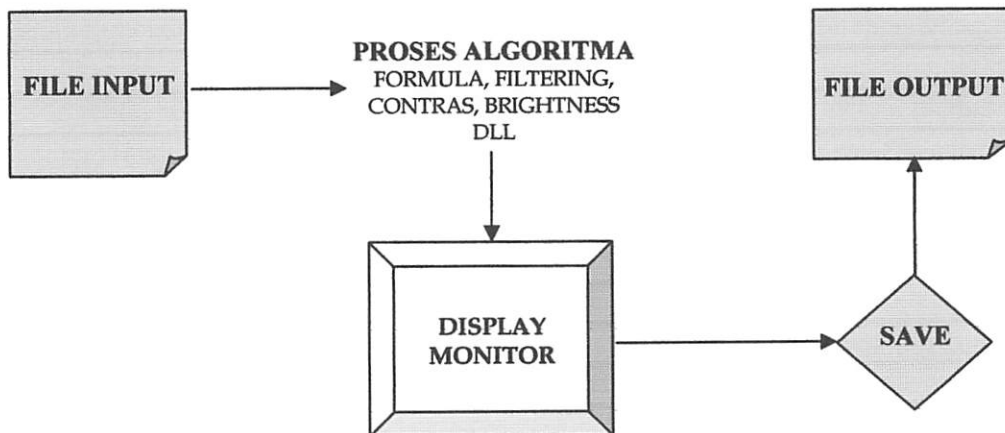 FILE INPUT
PROSES ALGORITMA
FORMULA, FILTERING,
CONTRAS, BRIGHTNESS
DLL
DISPLAY
MONITOR
SAVE
FILE OUTPUT